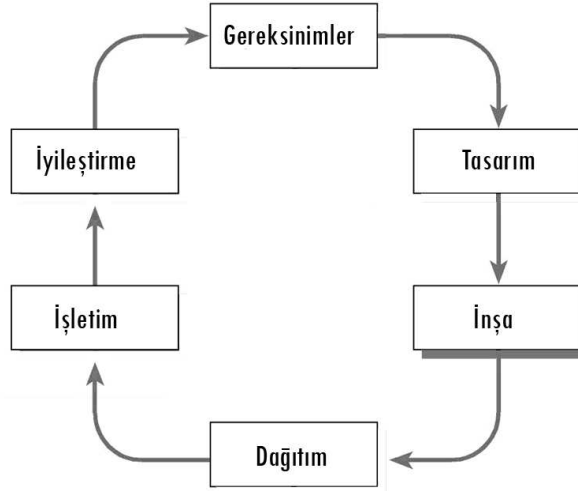 Gereksinimler
Tasarım
İnşa
Dağıtım
İşletim
İyileştirme